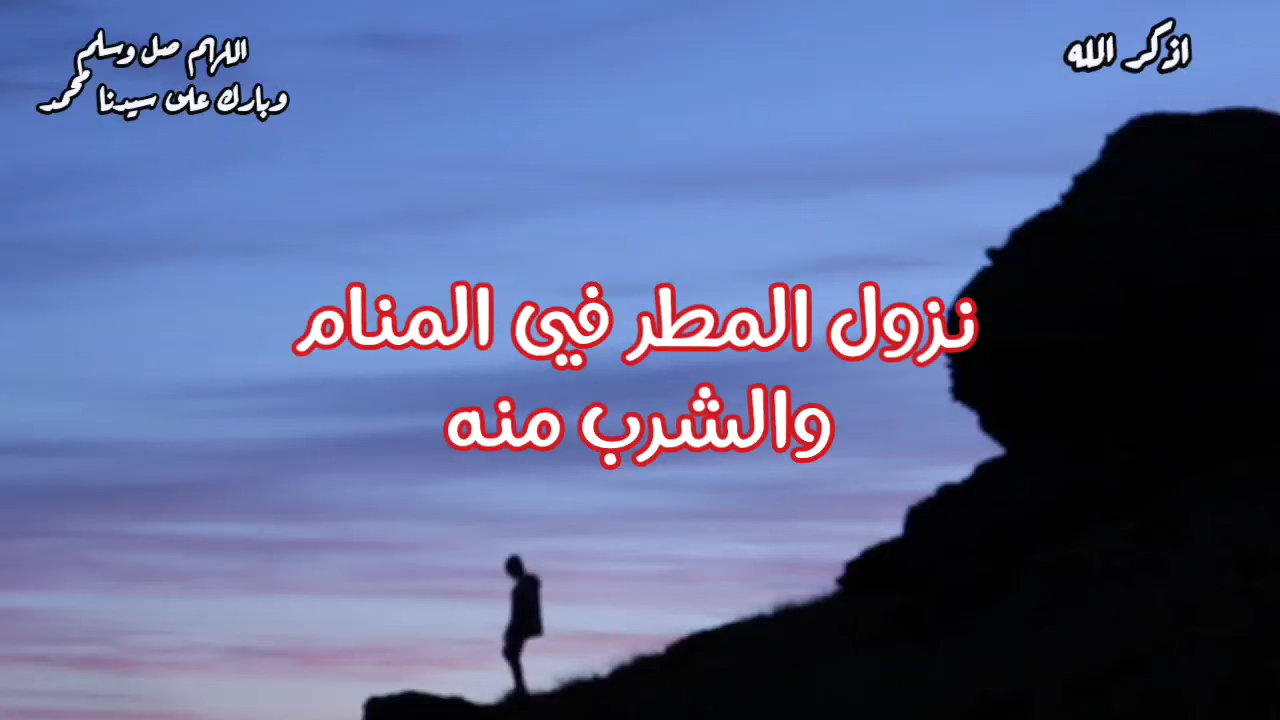 اذكر الله
اللهم صل وسلم
وبارك على سيدنا محمد
نزول المطر في المنام
والشرب منه